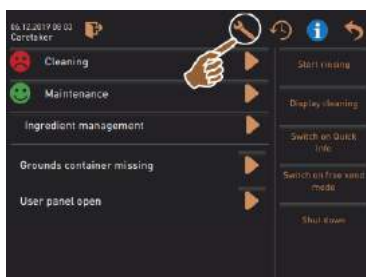 06.12.2019 08:03
Caretaker
Cleaning
Start rinsing
Maintenance
Display cleaning
Ingredient management
Switch on Quick
Info
Grounds container missing
Switch on free vend
mode
User panel open
Shut down